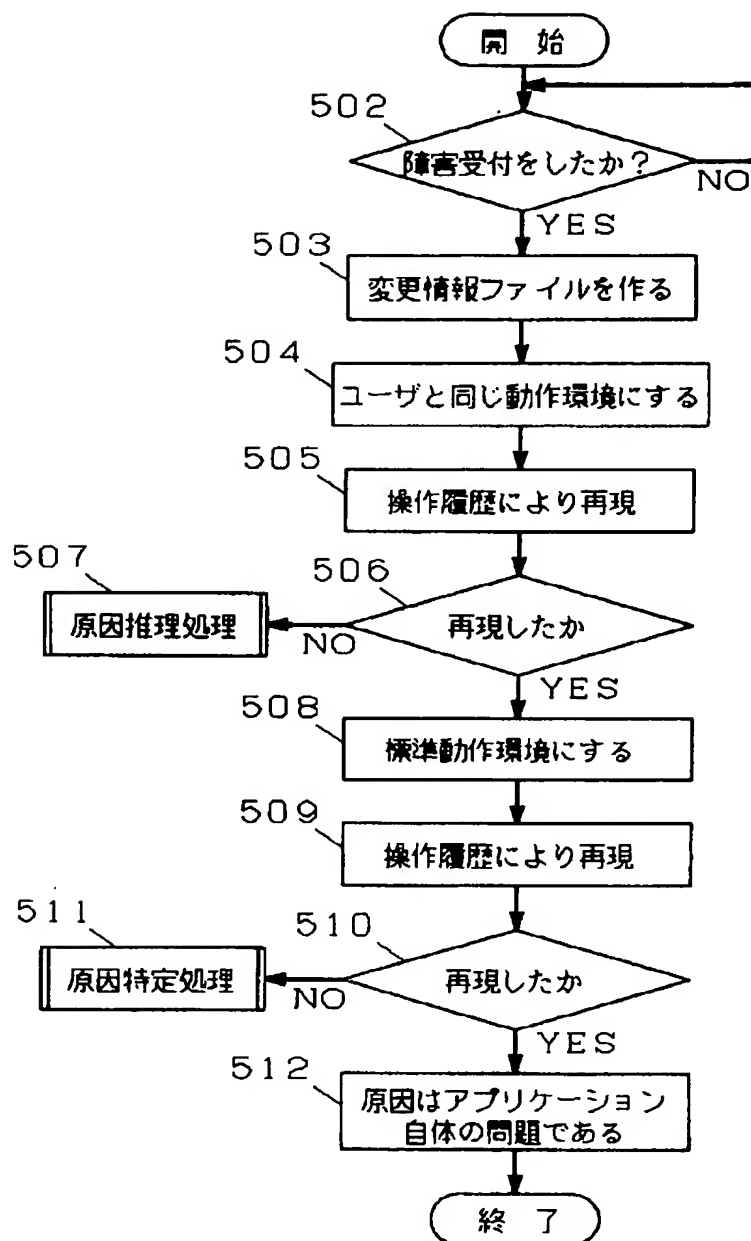 開 始
502
障害受付をしたか?
NO
YES
503
変更情報ファイルを作る
504
ユーザと同じ動作環境にする
505
操作履歴により再現
507
506
原因推理処理
NO
再現したか
YES
508
標準動作環境にする
509
操作履歴により再現
511
510
原因特定処理
NO
再現したか
YES
512
原因はアプリケーション
自体の問題である
終 了